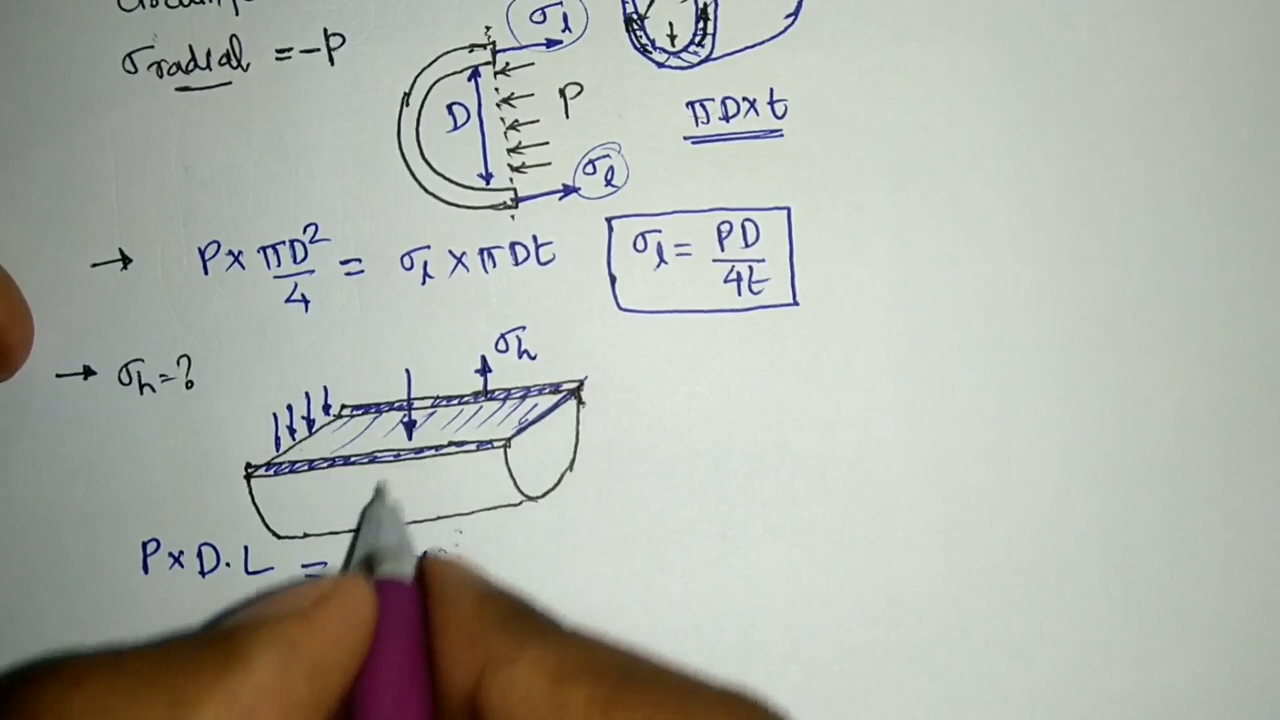 σradial = -P
σl
D
P
πD×t
σl
→ P× πD²/4 = σl × πDt
σl = PD/4t
→ σh = ?
σh
P×D.L =